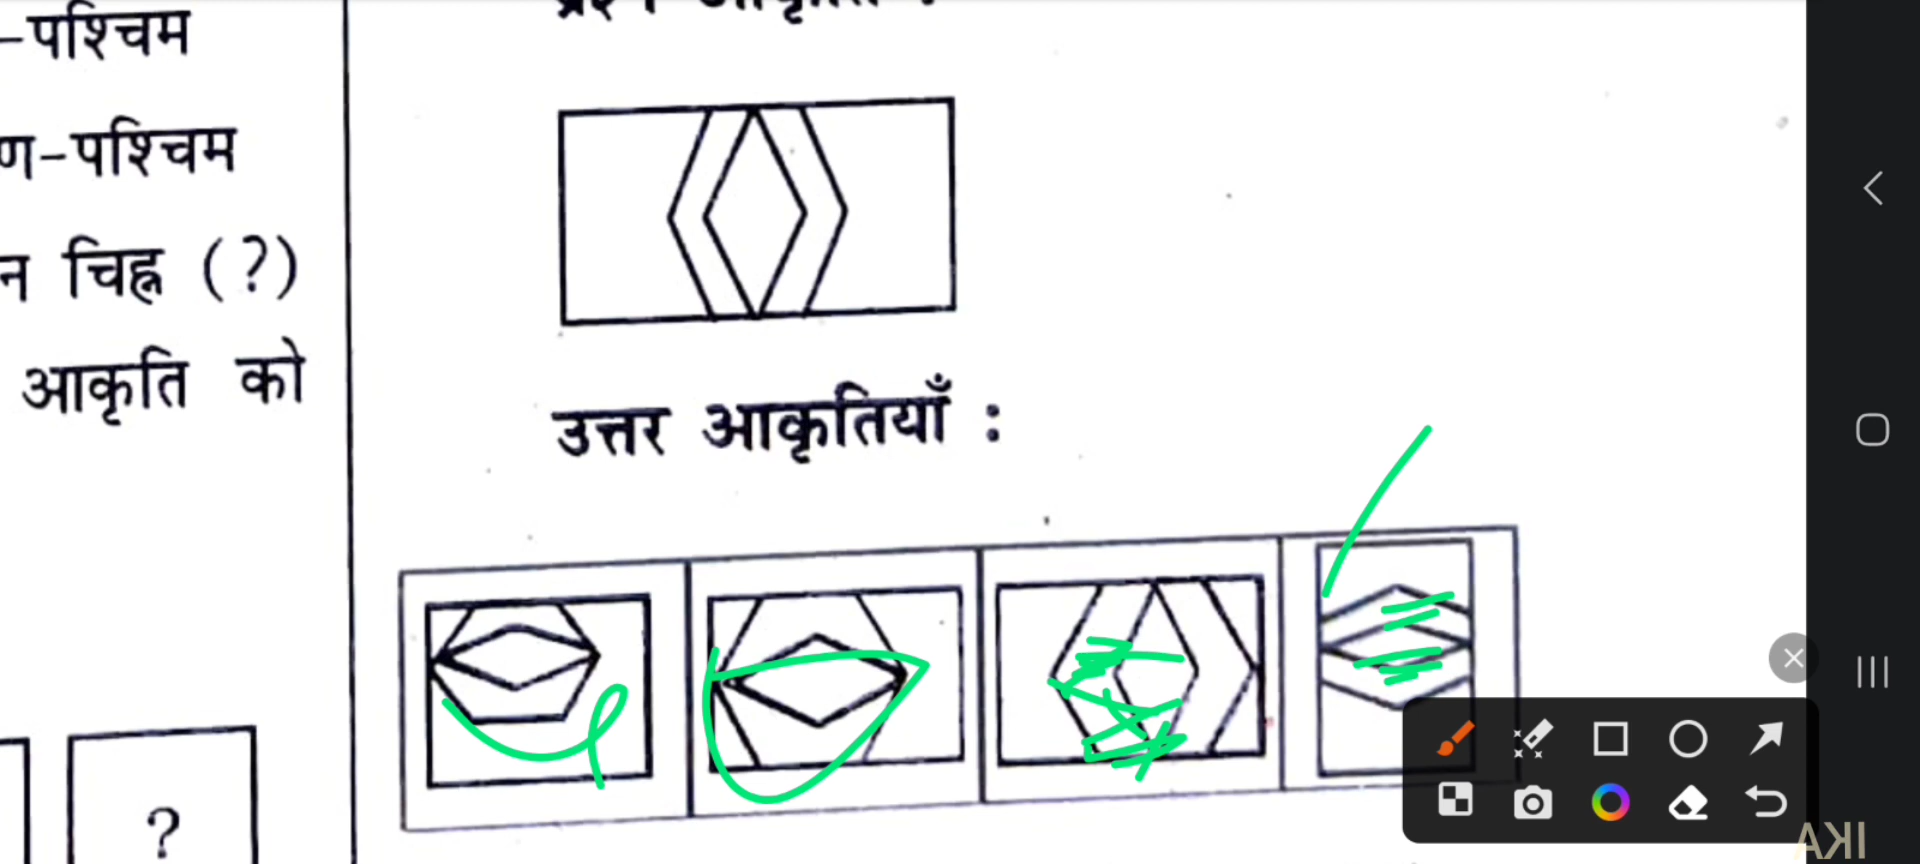 -पश्चिम
ण-पश्चिम
न चिह्न (?)
आकृति को
?
उत्तर आकृतियाँ :